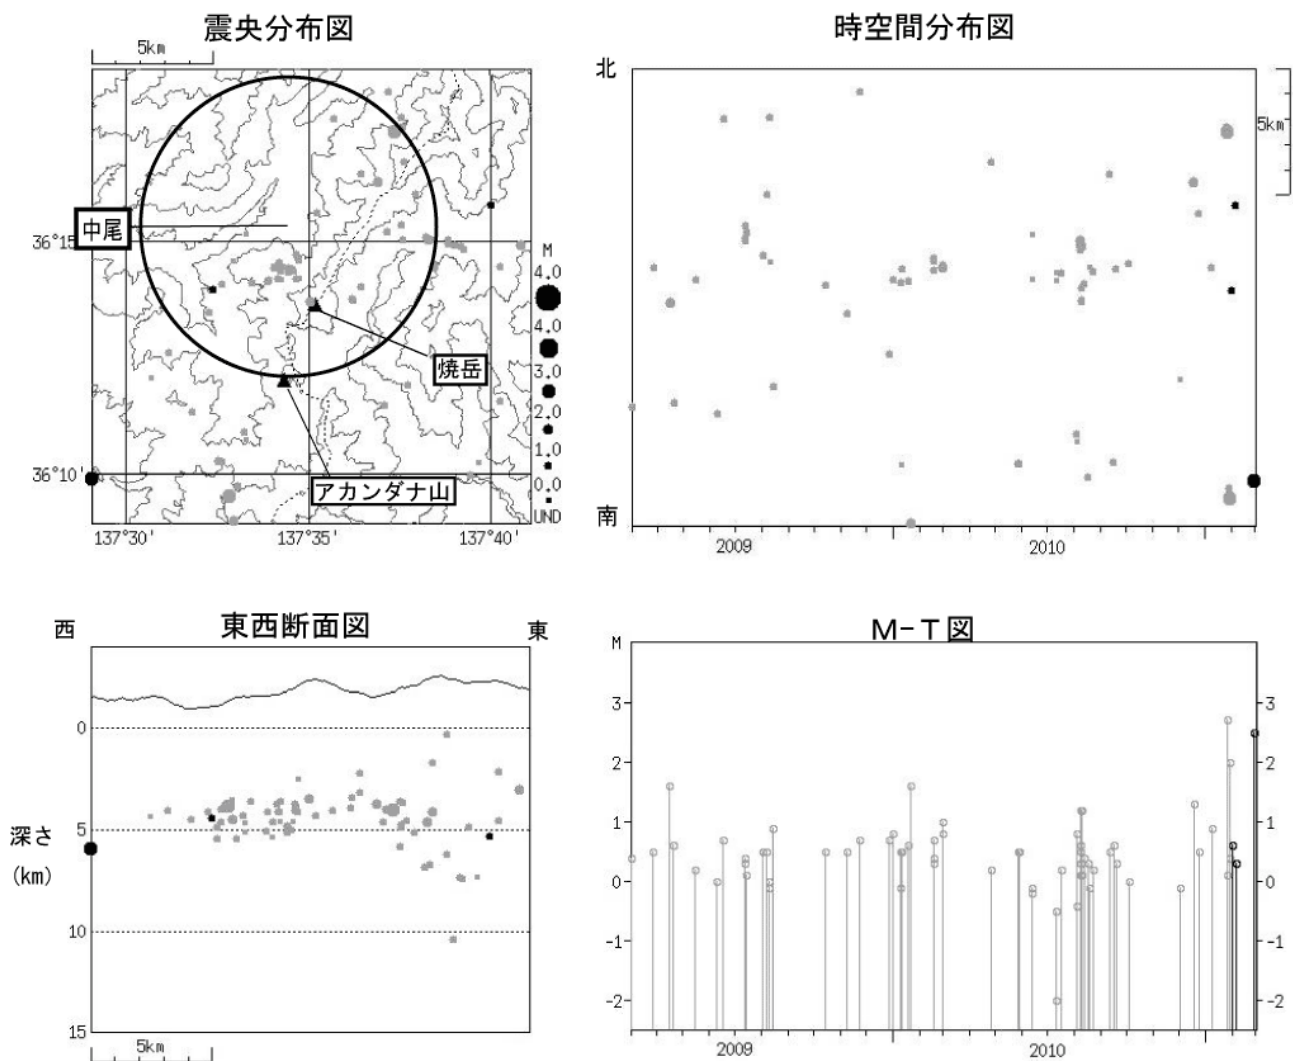 震央分布図
5km
中尾
36°15'
36°10'
焼岳
アカンダナ山
137°30'
137°35'
137°40'
M
4.0
4.0
3.0
2.0
1.0
0.0
UND
時空間分布図
北
南
5km
2009
2010
東西断面図
西
東
0
5
10
15
深さ
(km)
5km
M-T図
M
3
2
1
0
-1
-2
3
2
1
0
-1
-2
2009
2010